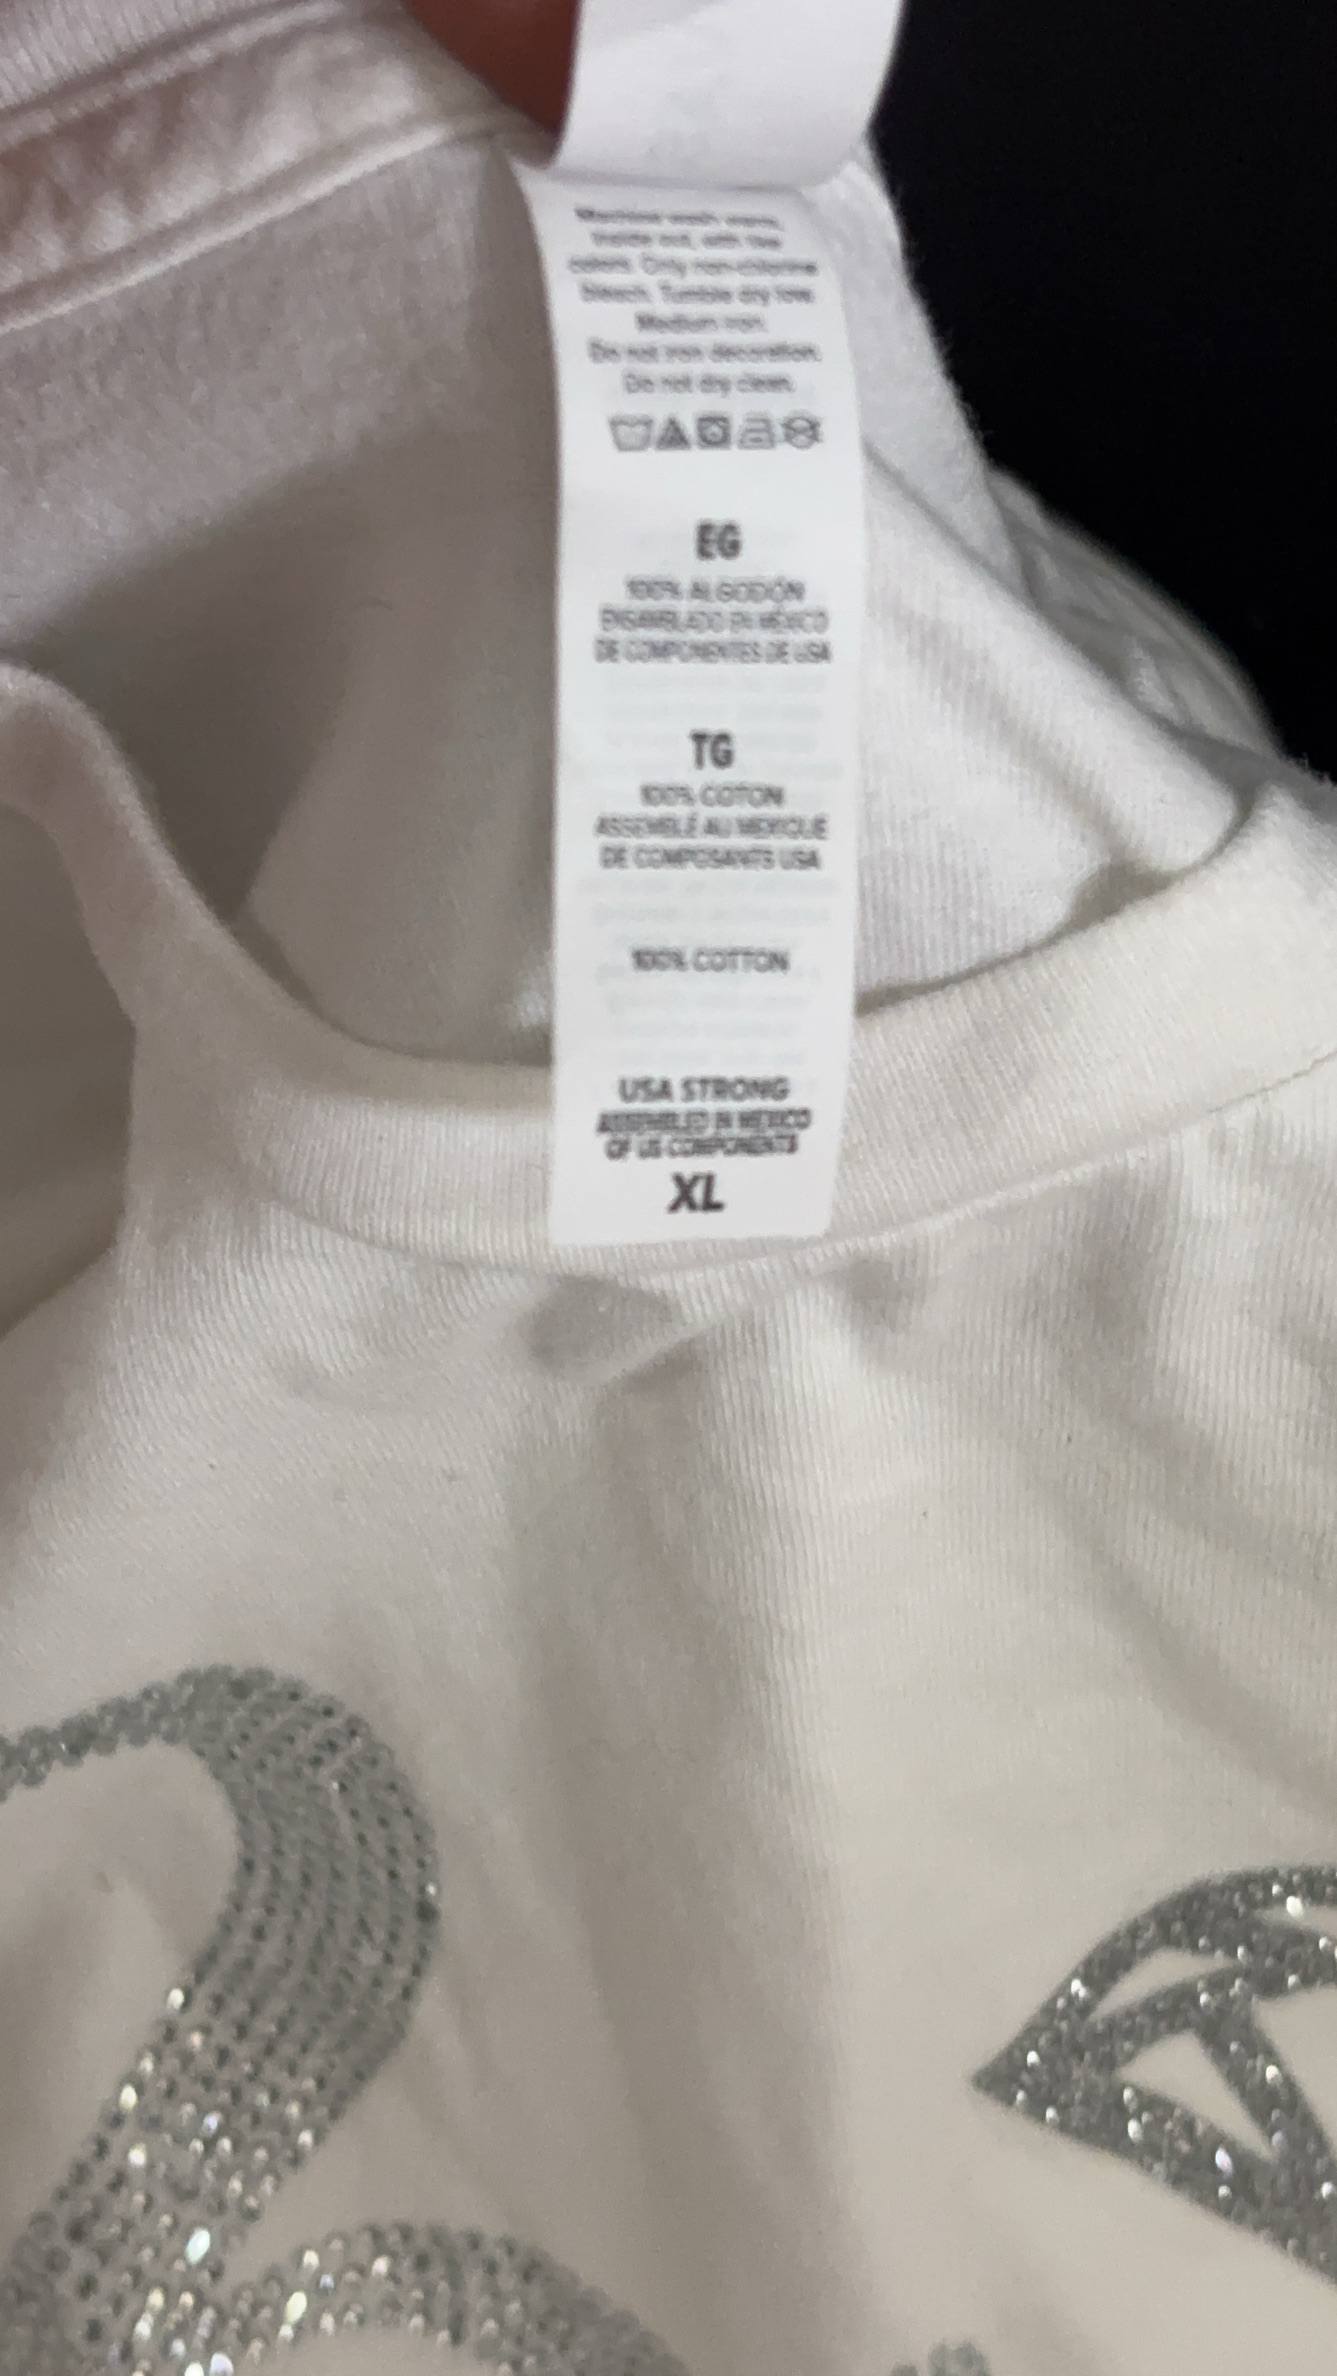 Machine wash warm,
inside out, with like
colors. Only non-chlorine
bleach. Tumble dry low.
Medium iron.
Do not iron decoration.
Do not dry clean.
EG
100% ALGODÓN
ENSAMBLADO EN MÉXICO
DE COMPONENTES DE USA
TG
100% COTON
ASSEMBLÉ AU MEXIQUE
DE COMPOSANTS USA
100% COTTON
USA STRONG
ASSEMBLED IN MEXICO
OF US COMPONENTS
XL